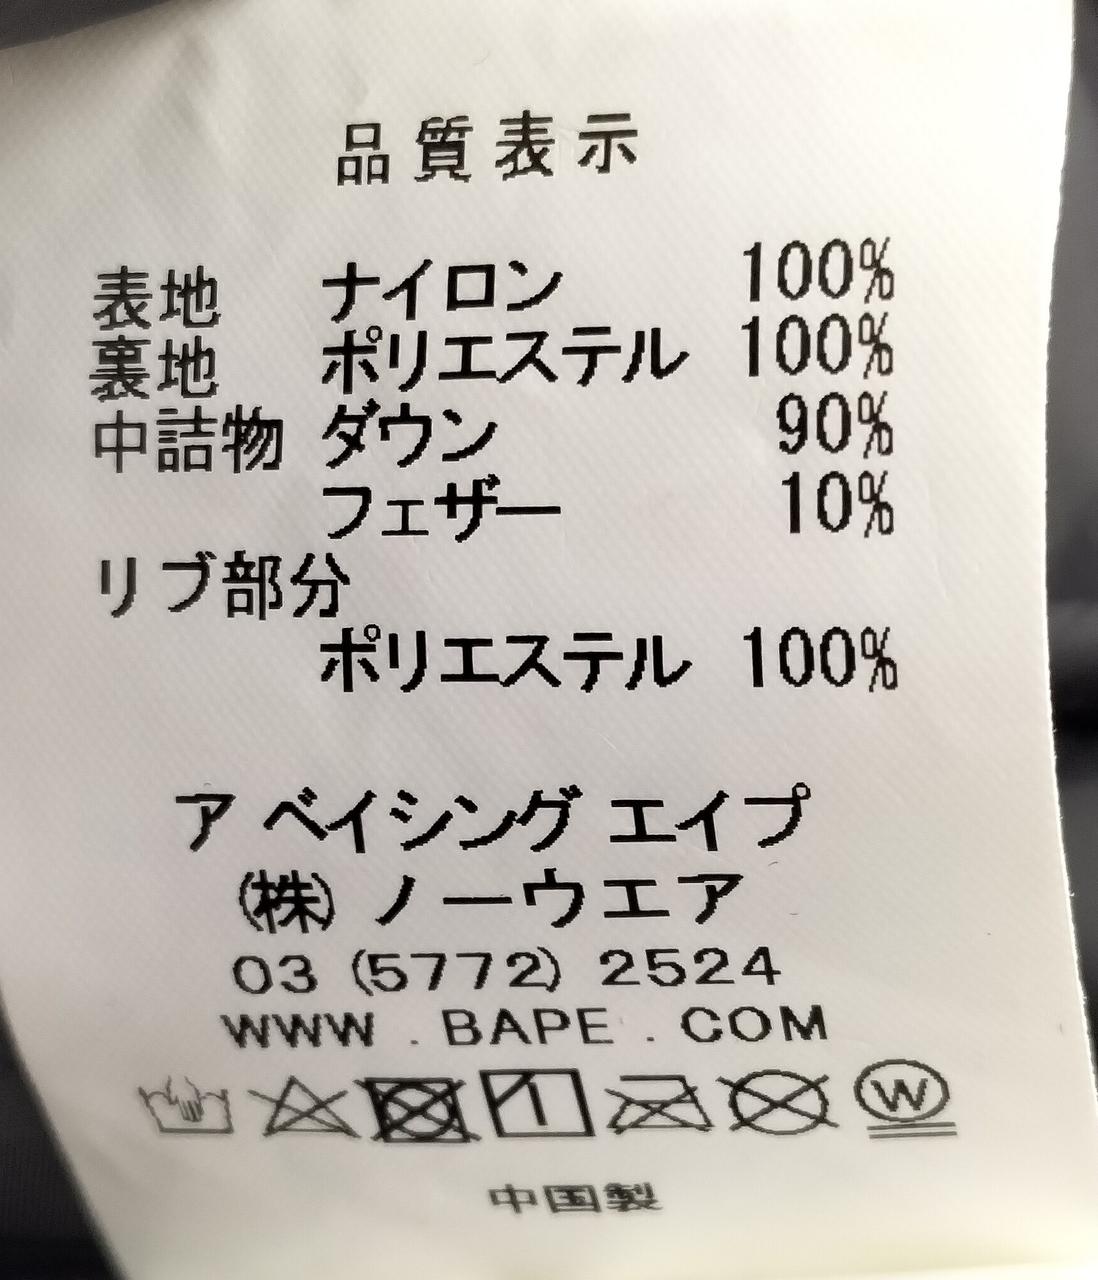 品質表示
表地 ナイロン 100%
裏地 ポリエステル 100%
中詰物 ダウン 90%
フェザー 10%
リブ部分
ポリエステル 100%
ア ベイシング エイプ
(株) ノーウエア
03 (5772) 2524
WWW . BAPE . COM
W
中国製